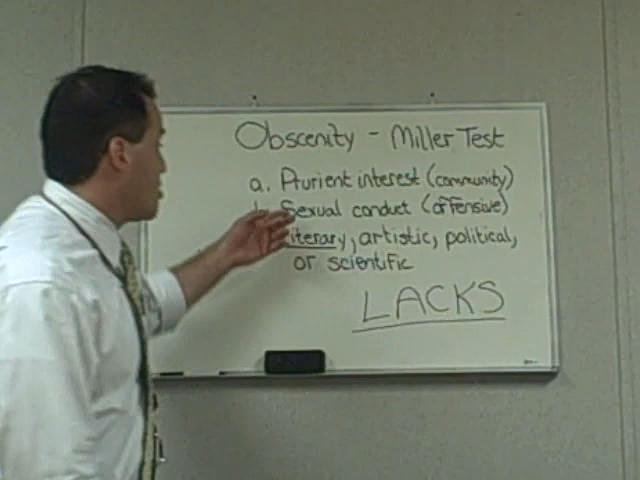 Obscenity - Miller Test
a. Prurient interest (community)
Sexual conduct (offensive)
literary, artistic, political,
or scientific
LACKS